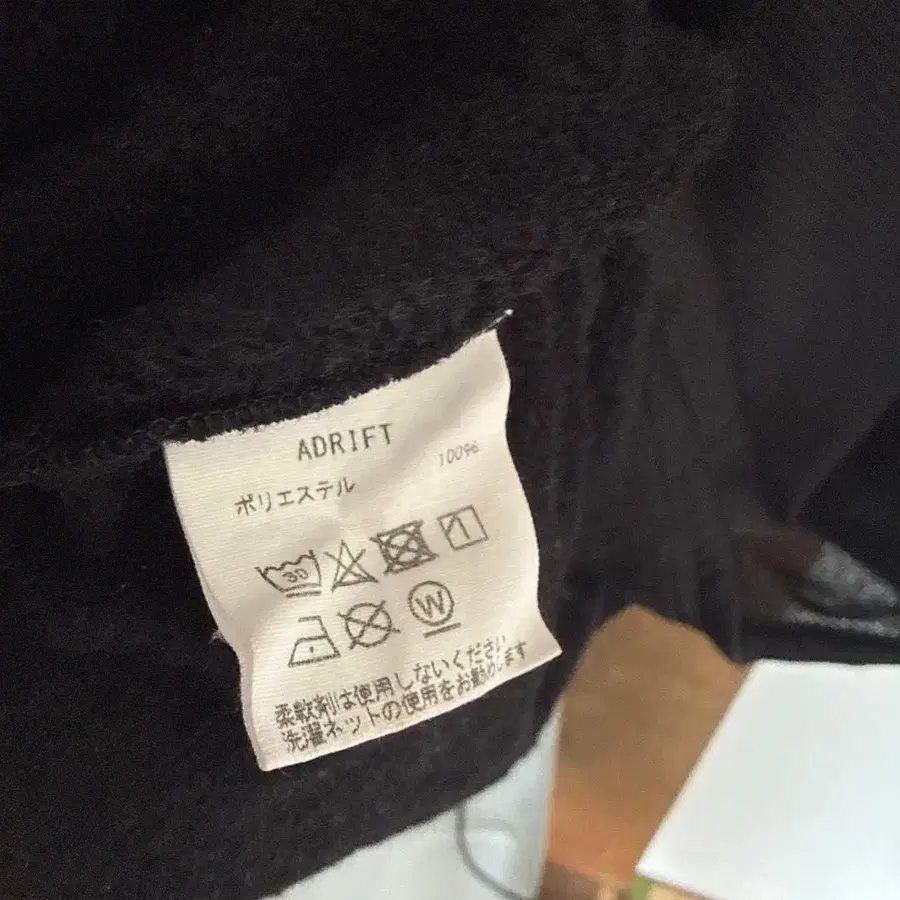 ADRIFT
ポリエステル 100%
30
W
柔軟剤は使用しないください
洗濯ネットの使用をお勧めします